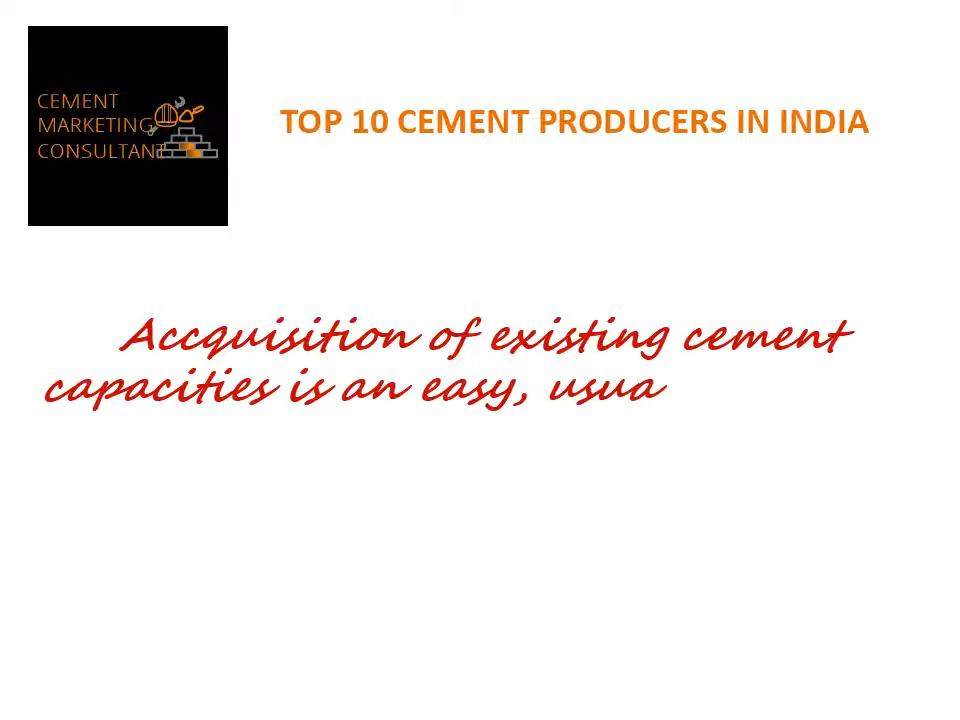 CEMENT
MARKETING
CONSULTANT
TOP 10 CEMENT PRODUCERS IN INDIA
Accquisition of existing cement
capacities is an easy, usua